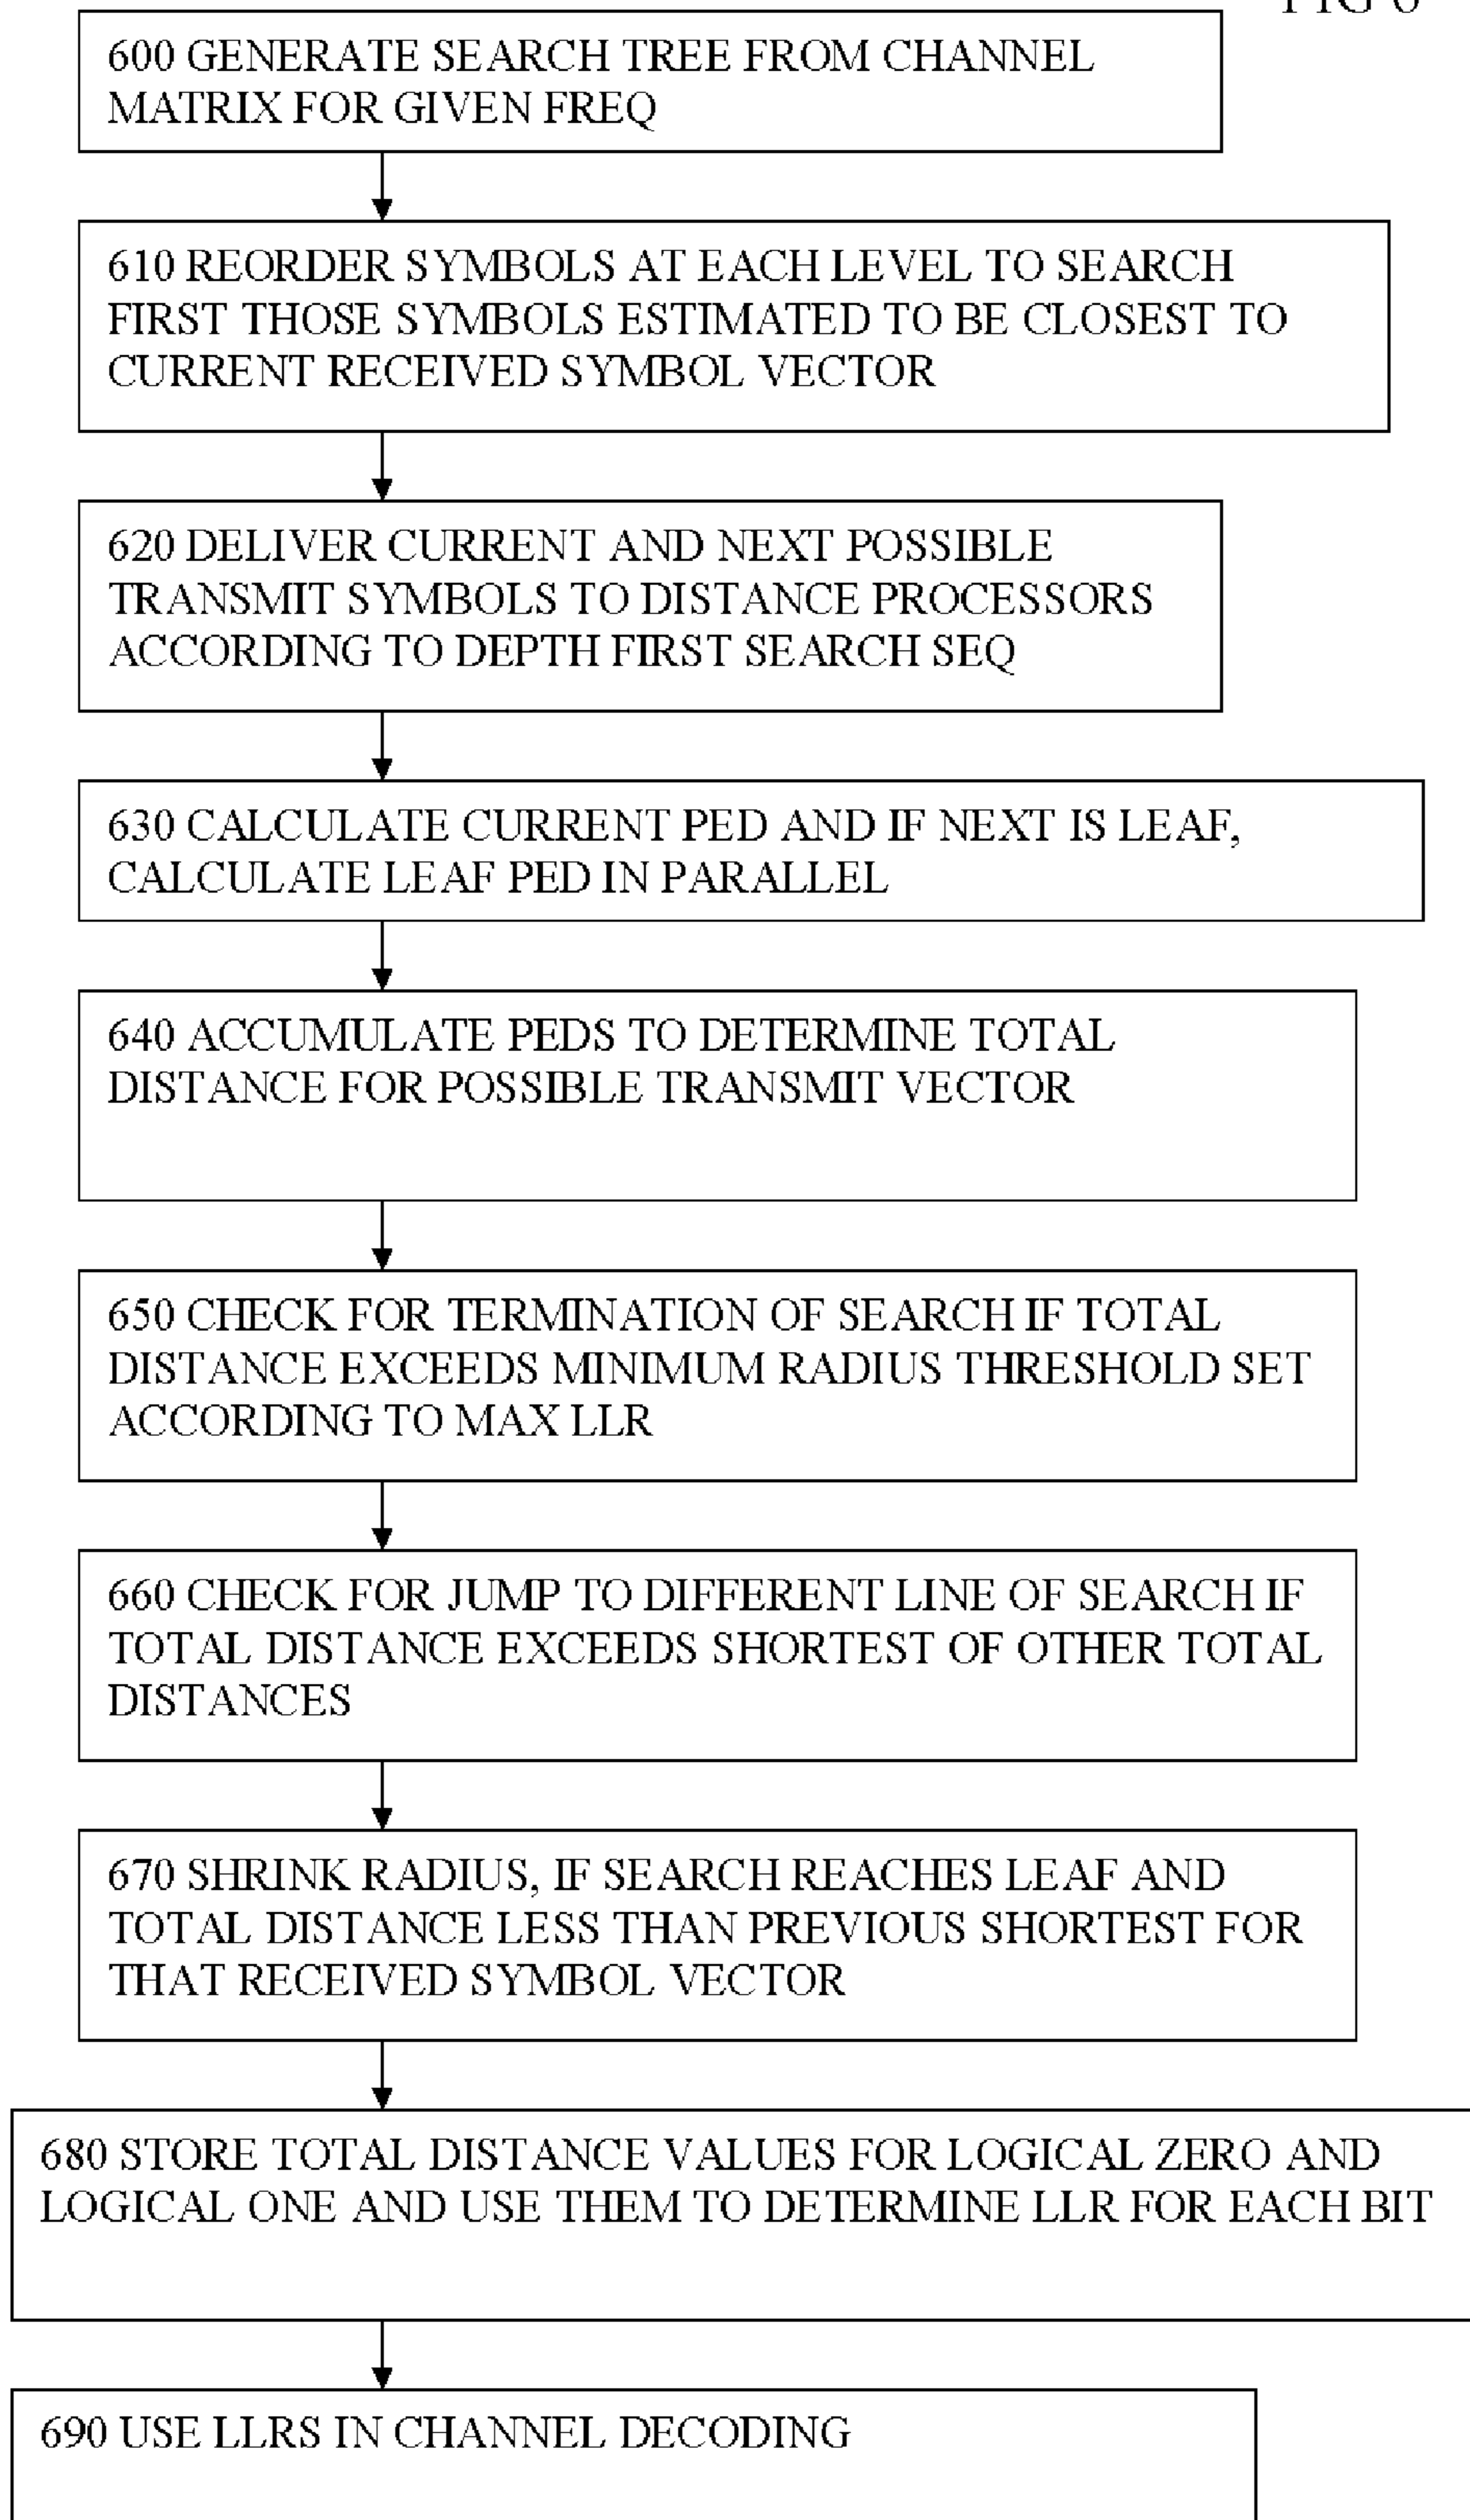 FIG 6
600 GENERATE SEARCH TREE FROM CHANNEL
MATRIX FOR GIVEN FREQ
610 REORDER SYMBOLS AT EACH LEVEL TO SEARCH
FIRST THOSE SYMBOLS ESTIMATED TO BE CLOSEST TO
CURRENT RECEIVED SYMBOL VECTOR
620 DELIVER CURRENT AND NEXT POSSIBLE
TRANSMIT SYMBOLS TO DISTANCE PROCESSORS
ACCORDING TO DEPTH FIRST SEARCH SEQ
630 CALCULATE CURRENT PED AND IF NEXT IS LEAF,
CALCULATE LEAF PED IN PARALLEL
640 ACCUMULATE PEDS TO DETERMINE TOTAL
DISTANCE FOR POSSIBLE TRANSMIT VECTOR
650 CHECK FOR TERMINATION OF SEARCH IF TOTAL
DISTANCE EXCEEDS MINIMUM RADIUS THRESHOLD SET
ACCORDING TO MAX LLR
660 CHECK FOR JUMP TO DIFFERENT LINE OF SEARCH IF
TOTAL DISTANCE EXCEEDS SHORTEST OF OTHER TOTAL
DISTANCES
670 SHRINK RADIUS, IF SEARCH REACHES LEAF AND
TOTAL DISTANCE LESS THAN PREVIOUS SHORTEST FOR
THAT RECEIVED SYMBOL VECTOR
680 STORE TOTAL DISTANCE VALUES FOR LOGICAL ZERO AND
LOGICAL ONE AND USE THEM TO DETERMINE LLR FOR EACH BIT
690 USE LLRS IN CHANNEL DECODING